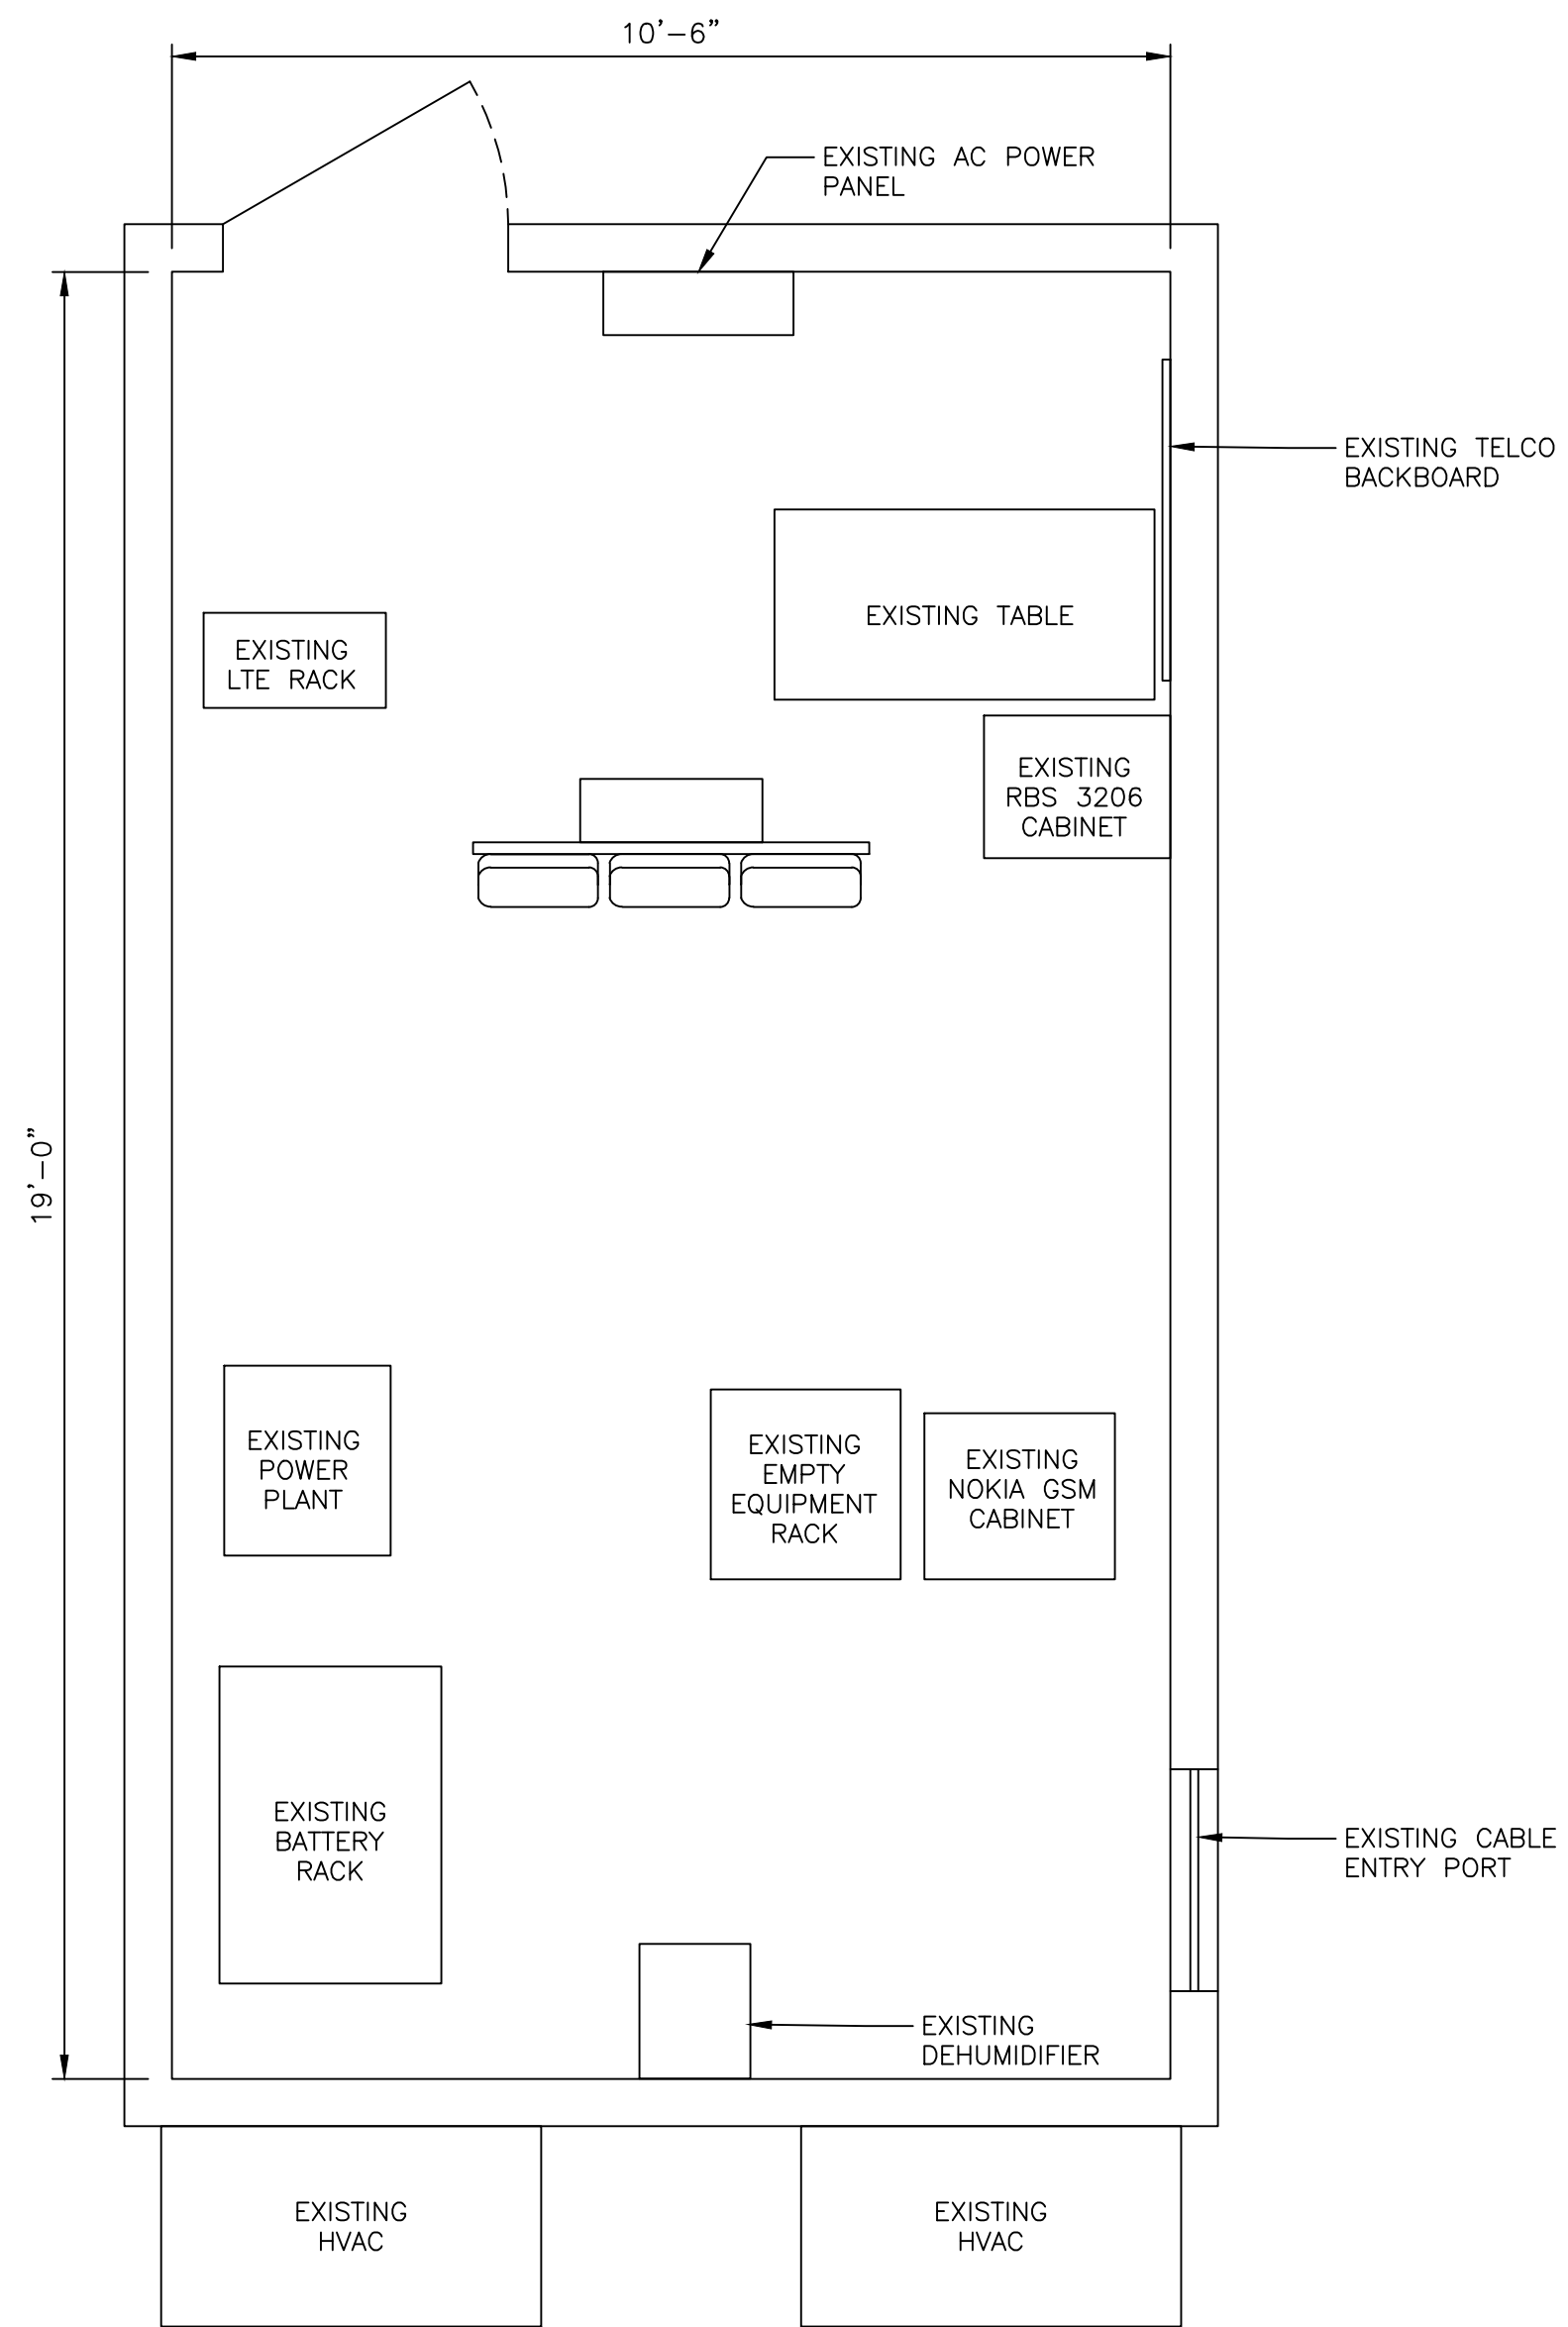 10'-6"
EXISTING AC POWER
PANEL
EXISTING TELCO
BACKBOARD
EXISTING TABLE
EXISTING
LTE RACK
EXISTING
RBS 3206
CABINET
19'-0"
EXISTING
POWER
PLANT
EXISTING
EMPTY
EQUIPMENT
RACK
EXISTING
NOKIA GSM
CABINET
EXISTING
BATTERY
RACK
EXISTING CABLE
ENTRY PORT
EXISTING
DEHUMIDIFIER
EXISTING
HVAC
EXISTING
HVAC